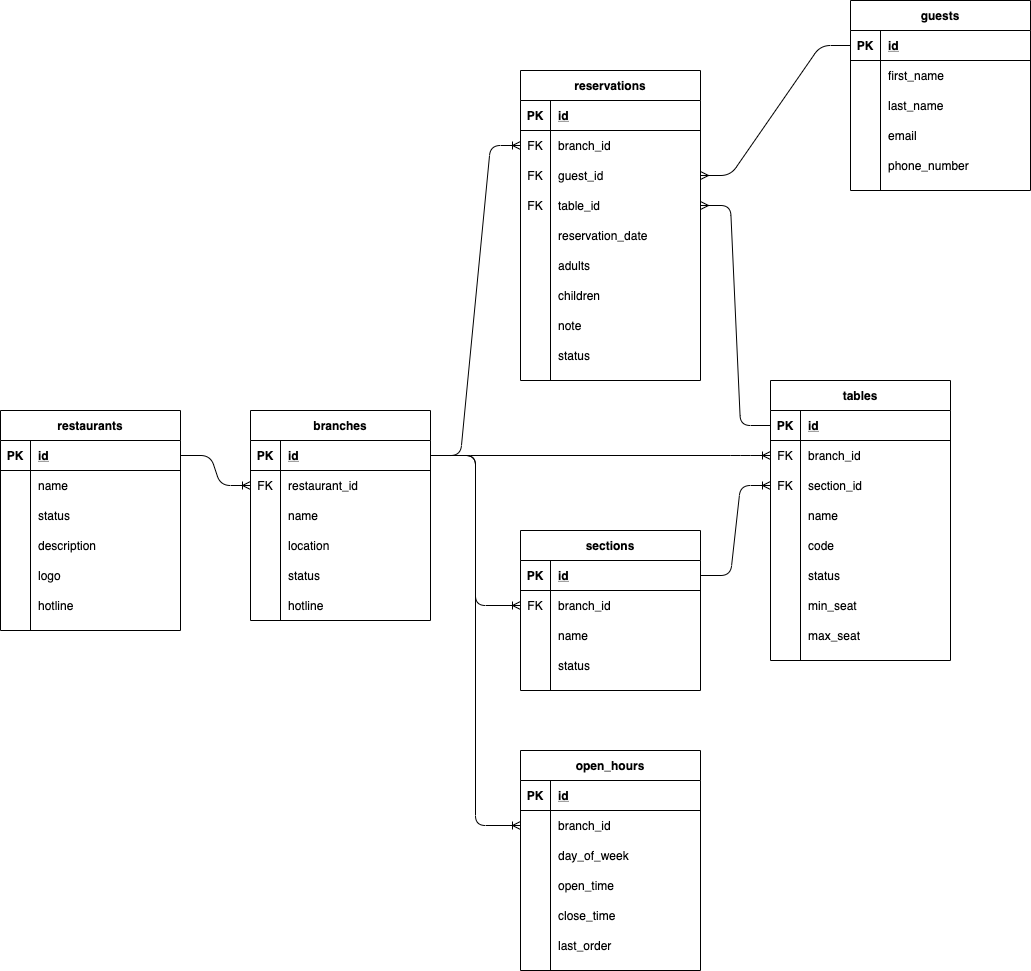 guests
PK id
first_name
last_name
email
phone_number
reservations
PK id
FK branch_id
FK guest_id
FK table_id
reservation_date
adults
children
note
status
restaurants
PK id
name
status
description
logo
hotline
branches
PK id
FK restaurant_id
name
location
status
hotline
tables
PK id
FK branch_id
FK section_id
name
code
status
min_seat
max_seat
sections
PK id
FK branch_id
name
status
open_hours
PK id
branch_id
day_of_week
open_time
close_time
last_order